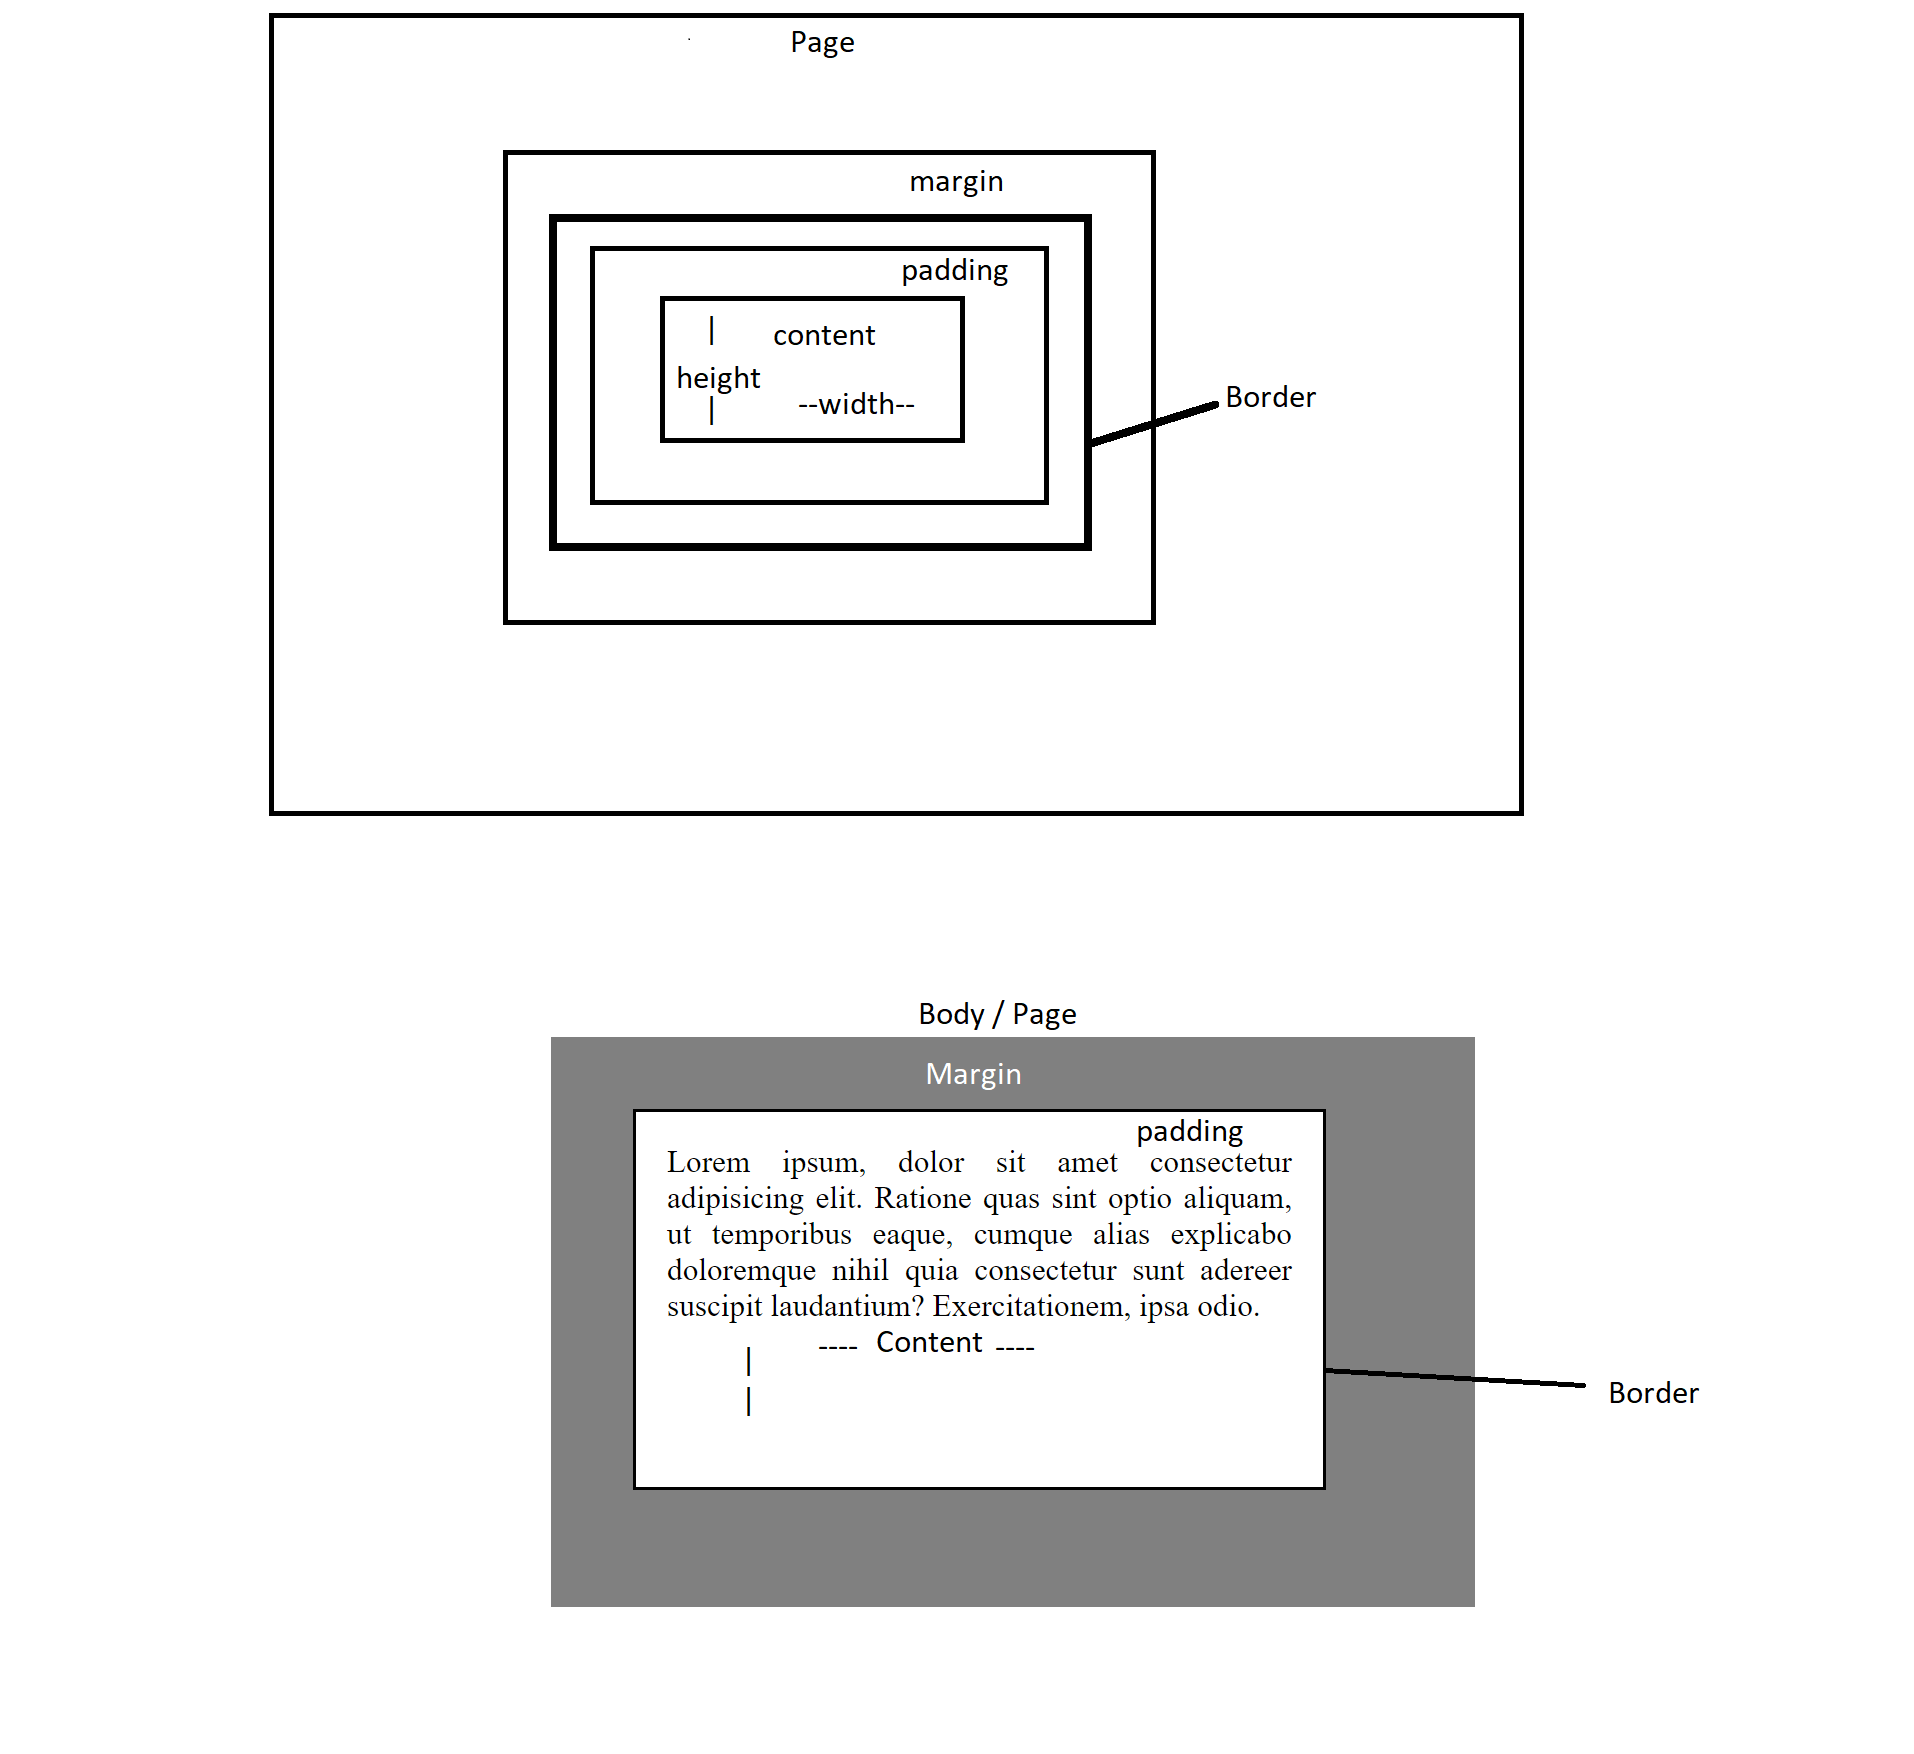 Page
margin
padding
|
content
height
--width--
|
Border
Body / Page
Margin
padding
Lorem ipsum, dolor sit amet consectetur
adipisicing elit. Ratione quas sint optio aliquam,
ut temporibus eaque, cumque alias explicabo
doloremque nihil quia consectetur sunt adereer
suscipit laudantium? Exercitationem, ipsa odio.
---- Content ----
|
|
Border